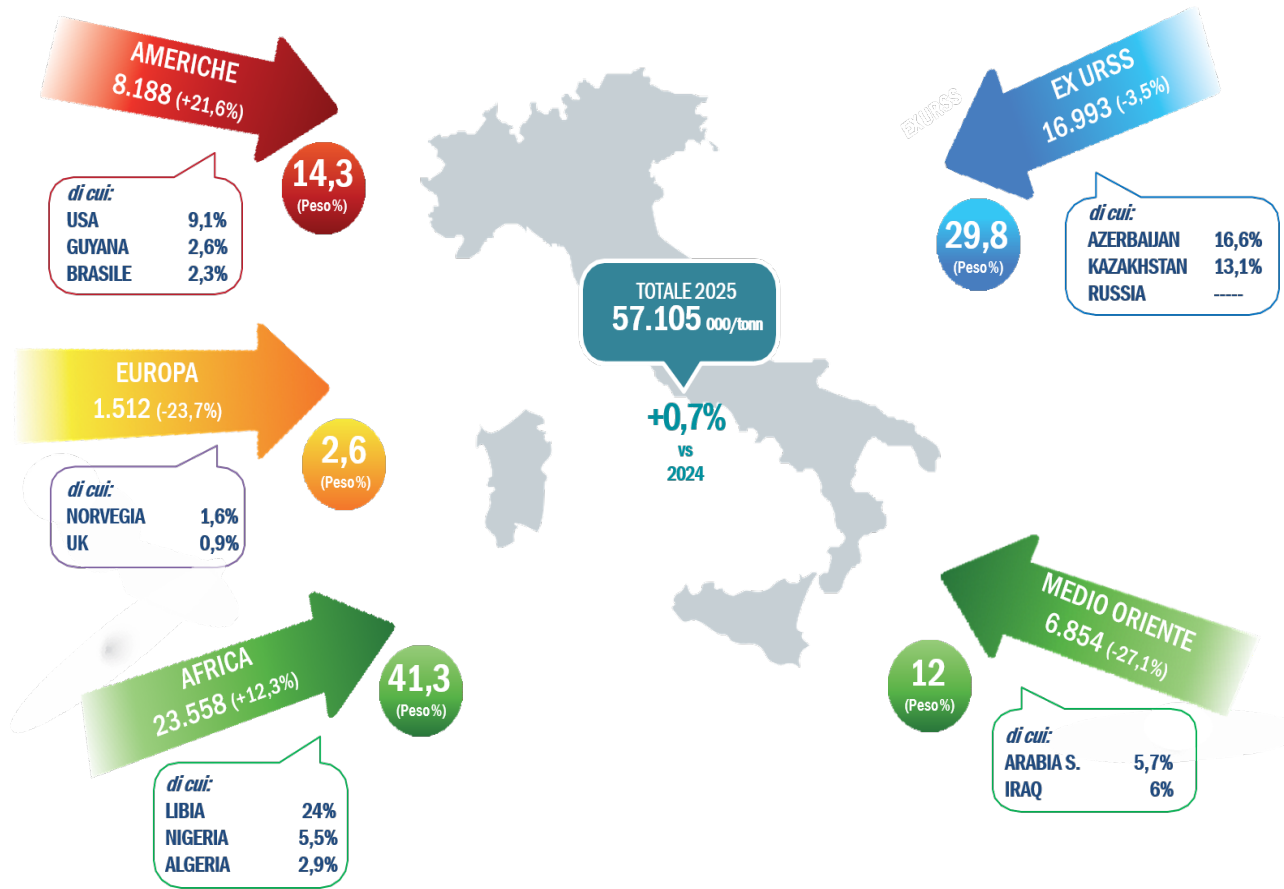 AMERICHE
8.188 (+21,6%)
14,3
(Peso%)
di cui:
USA 9,1%
GUYANA 2,6%
BRASILE 2,3%
EX URSS
16.993 (-3,5%)
EXURSS
29,8
(Peso%)
di cui:
AZERBAIJAN 16,6%
KAZAKHSTAN 13,1%
RUSSIA -----
TOTALE 2025
57.105 000/tonn
+0,7%
vs
2024
EUROPA
1.512 (-23,7%)
2,6
(Peso%)
di cui:
NORVEGIA 1,6%
UK 0,9%
AFRICA
23.558 (+12,3%)
41,3
(Peso%)
di cui:
LIBIA 24%
NIGERIA 5,5%
ALGERIA 2,9%
MEDIO ORIENTE
6.854 (-27,1%)
12
(Peso%)
di cui:
ARABIA S. 5,7%
IRAQ 6%